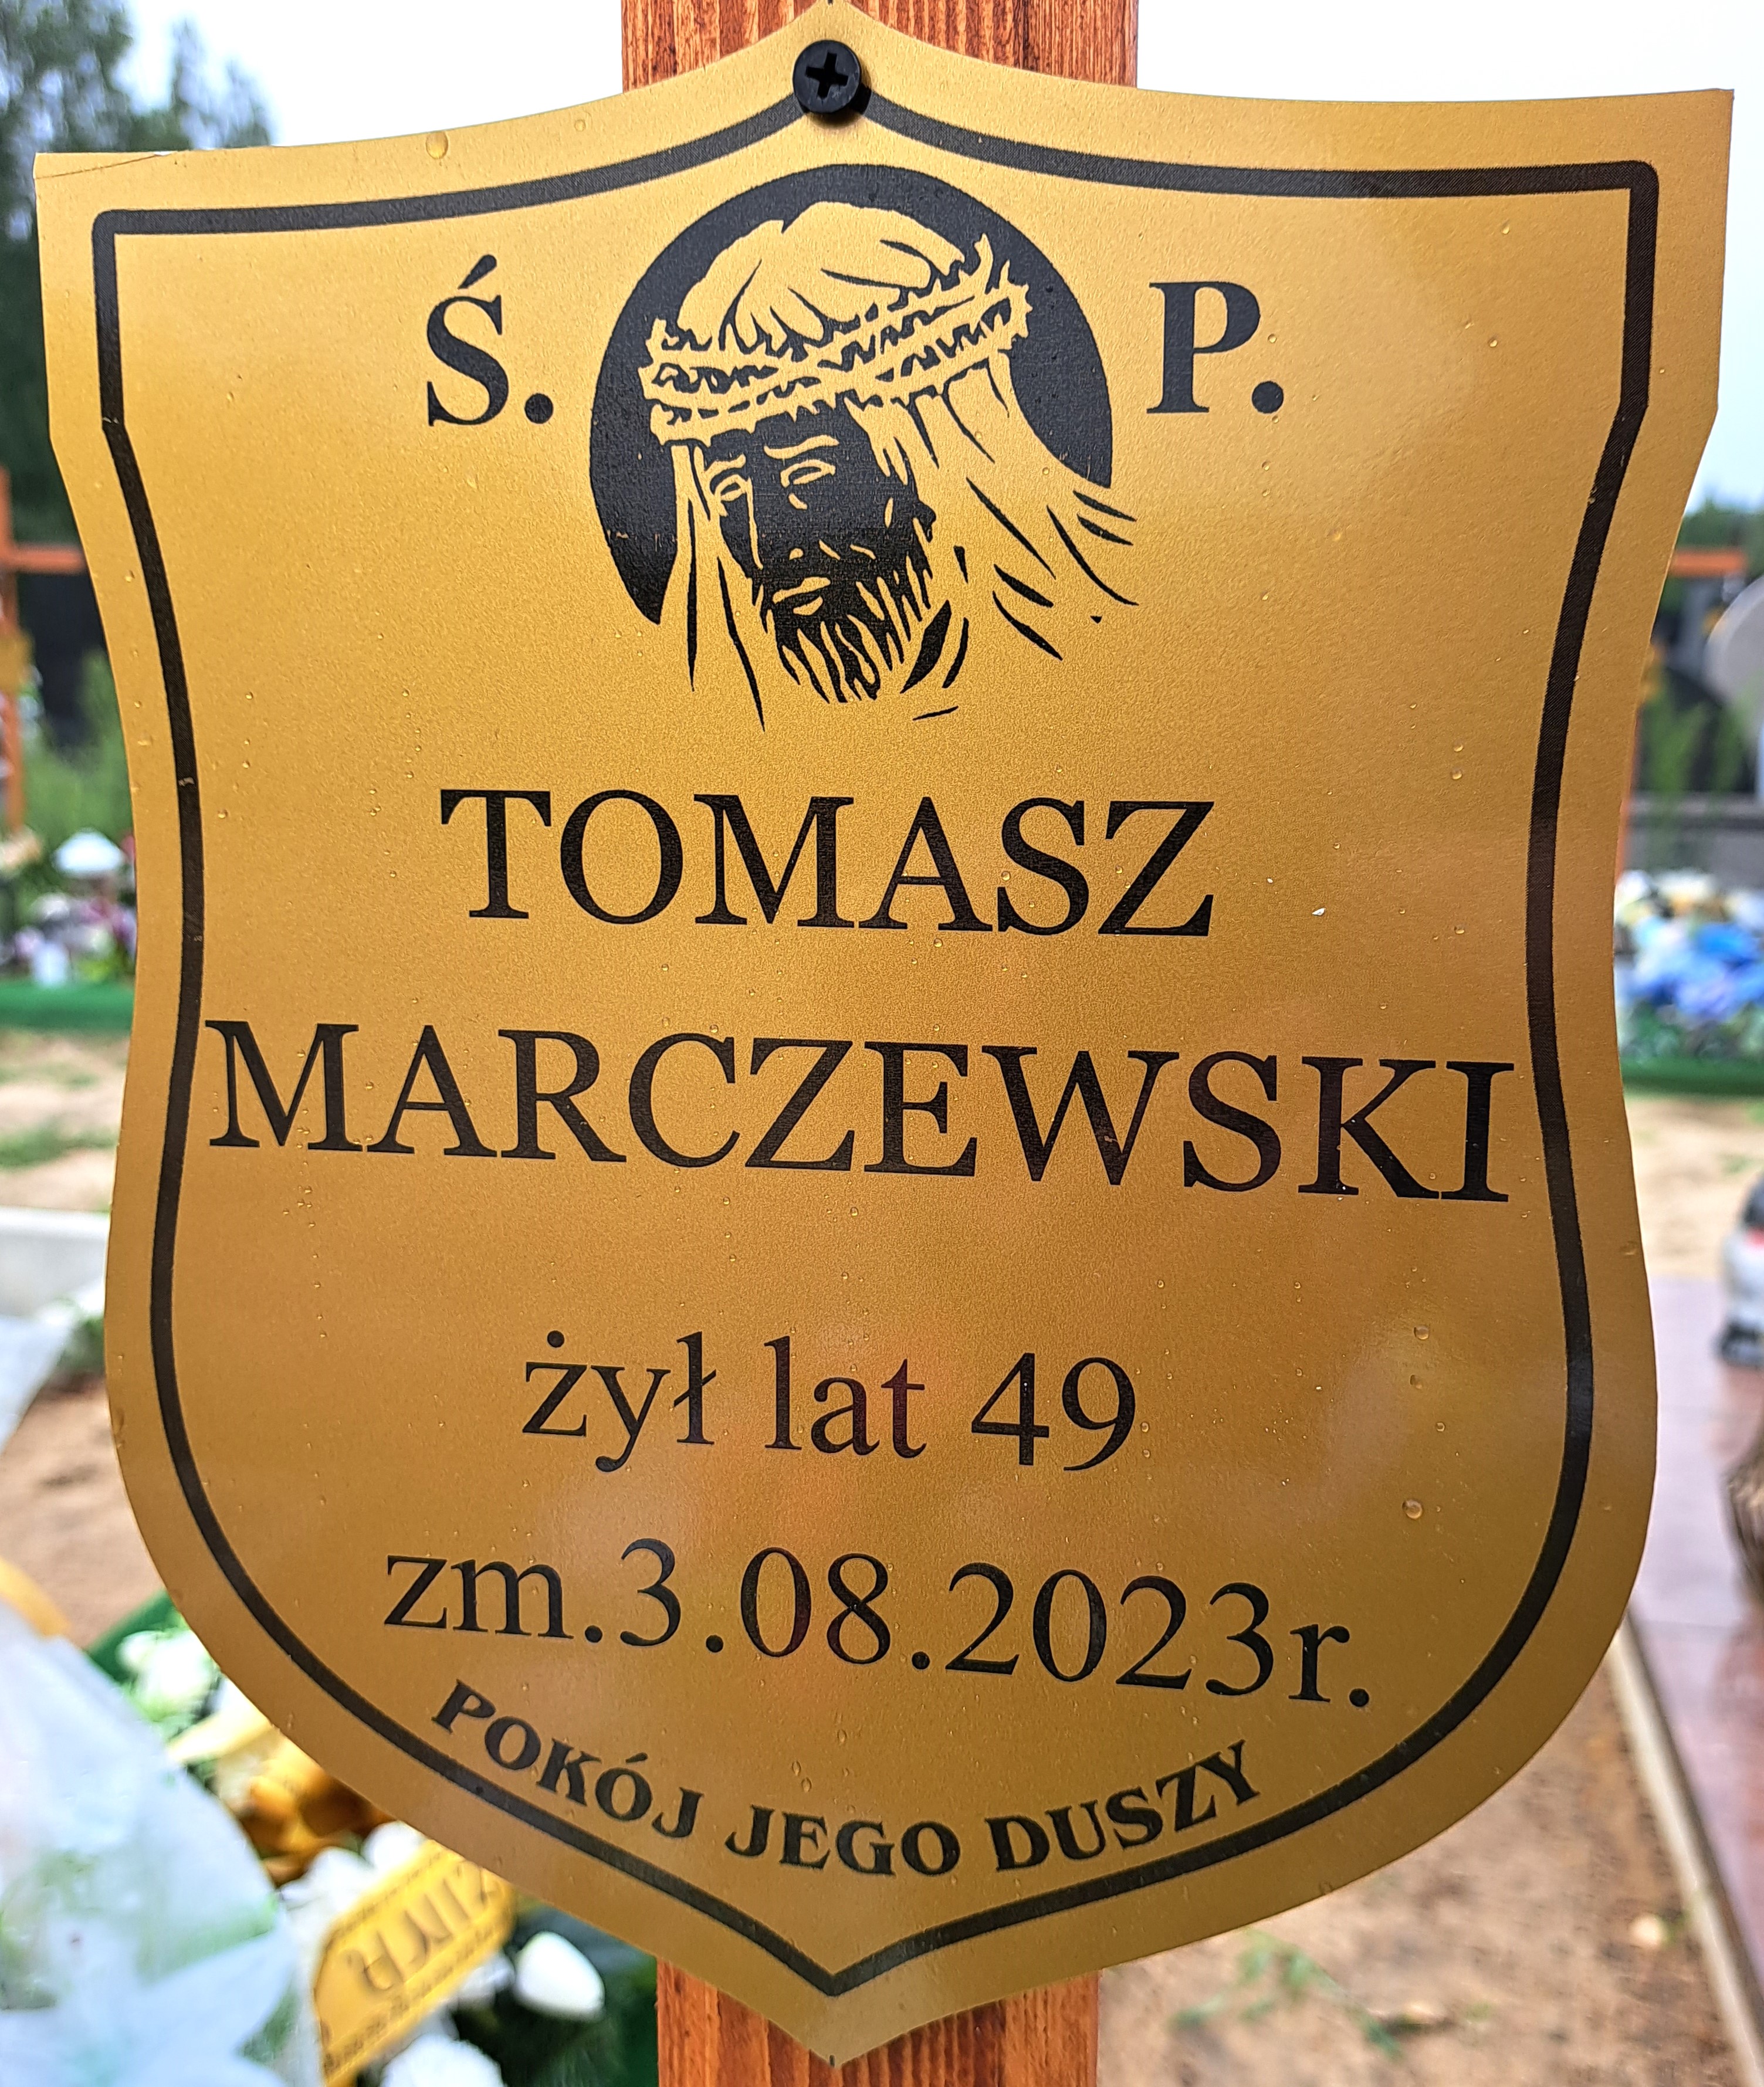 Ś. P.
TOMASZ
MARCZEWSKI
żył lat 49
zm.3.08.2023r.
POKÓJ JEGO DUSZY